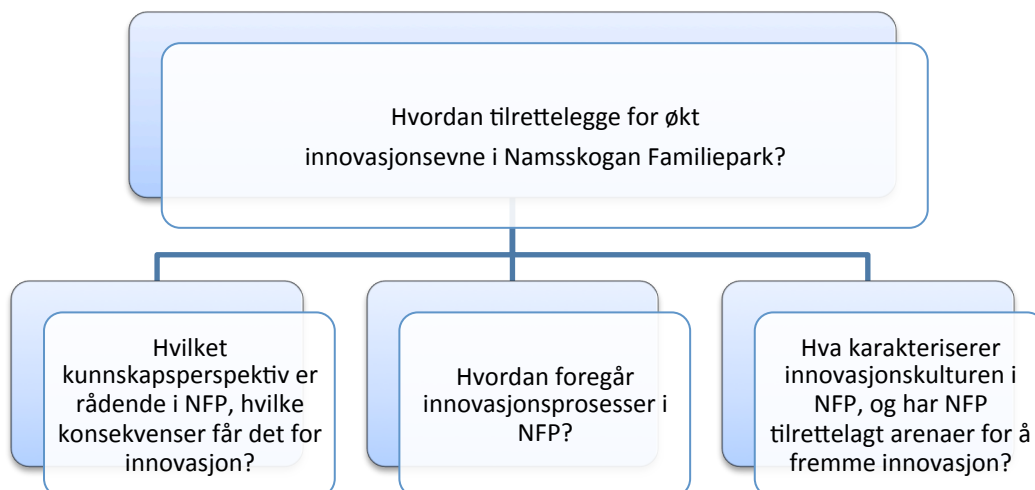 Hvordan tilrettelegge for økt
innovasjonsevne i Namsskogan Familiepark?
Hvilket
kunnskapsperspektiv er
rådende i NFP, hvilke
konsekvenser får det for
innovasjon?
Hvordan foregår
innovasjonsprosesser i
NFP?
Hva karakteriserer
innovasjonskulturen i
NFP, og har NFP
tilrettelagt arenaer for å
fremme innovasjon?